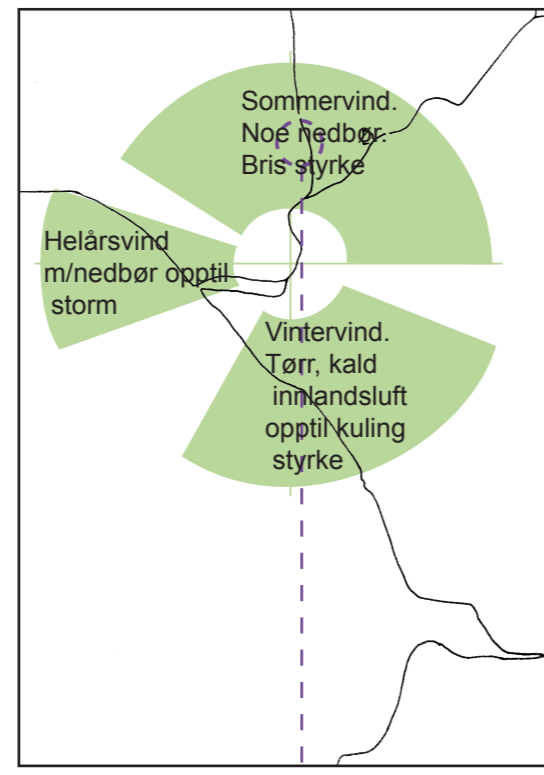 Sommervind.
Noe nedbør.
Bris styrke
Helårsvind
m/nedbør opptil
storm
Vintervind.
Tørr, kald
innlandsluft
opptil kuling
styrke